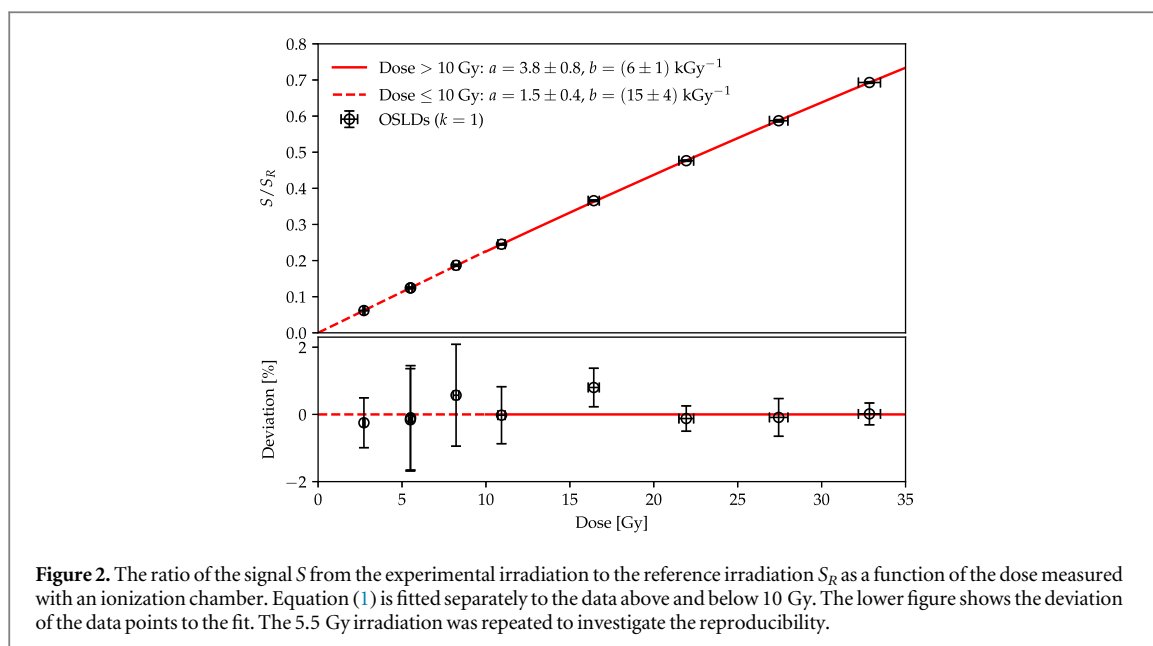 0.8
0.7
0.6
0.5
0.4
0.3
0.2
0.1
0.0
S/S_R
Dose > 10 Gy: a = 3.8 ± 0.8, b = (6 ± 1) kGy⁻¹
Dose ≤ 10 Gy: a = 1.5 ± 0.4, b = (15 ± 4) kGy⁻¹
OSLDs (k = 1)
2
0
−2
Deviation [%]
0 5 10 15 20 25 30 35
Dose [Gy]
Figure 2. The ratio of the signal S from the experimental irradiation to the reference irradiation S_R as a function of the dose measured
with an ionization chamber. Equation (1) is fitted separately to the data above and below 10 Gy. The lower figure shows the deviation
of the data points to the fit. The 5.5 Gy irradiation was repeated to investigate the reproducibility.